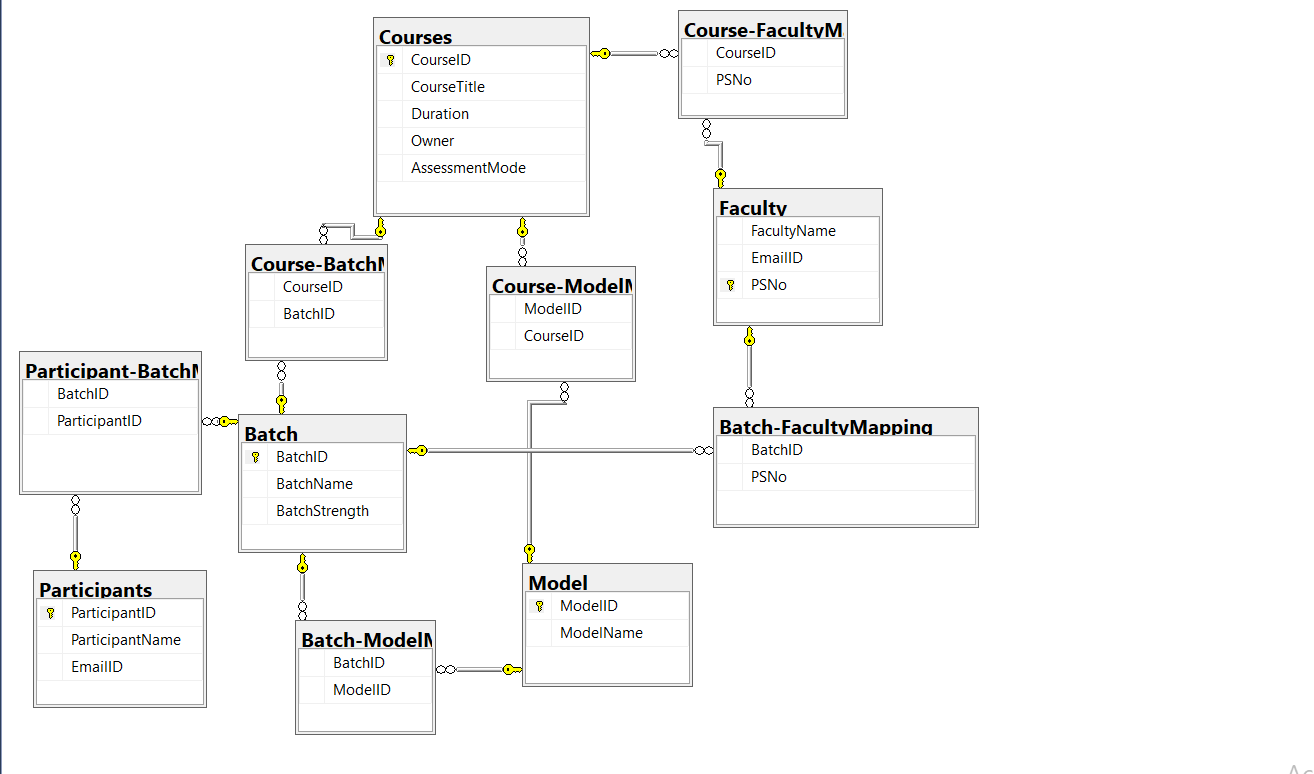 Courses
CourseID
CourseTitle
Duration
Owner
AssessmentMode
Course-FacultyM
CourseID
PSNo
Faculty
FacultyName
EmailID
PSNo
Course-BatchM
CourseID
BatchID
Course-ModelM
ModelID
CourseID
Participant-BatchM
BatchID
ParticipantID
Batch
BatchID
BatchName
BatchStrength
Batch-FacultyMapping
BatchID
PSNo
Participants
ParticipantID
ParticipantName
EmailID
Batch-ModelM
BatchID
ModelID
Model
ModelID
ModelName